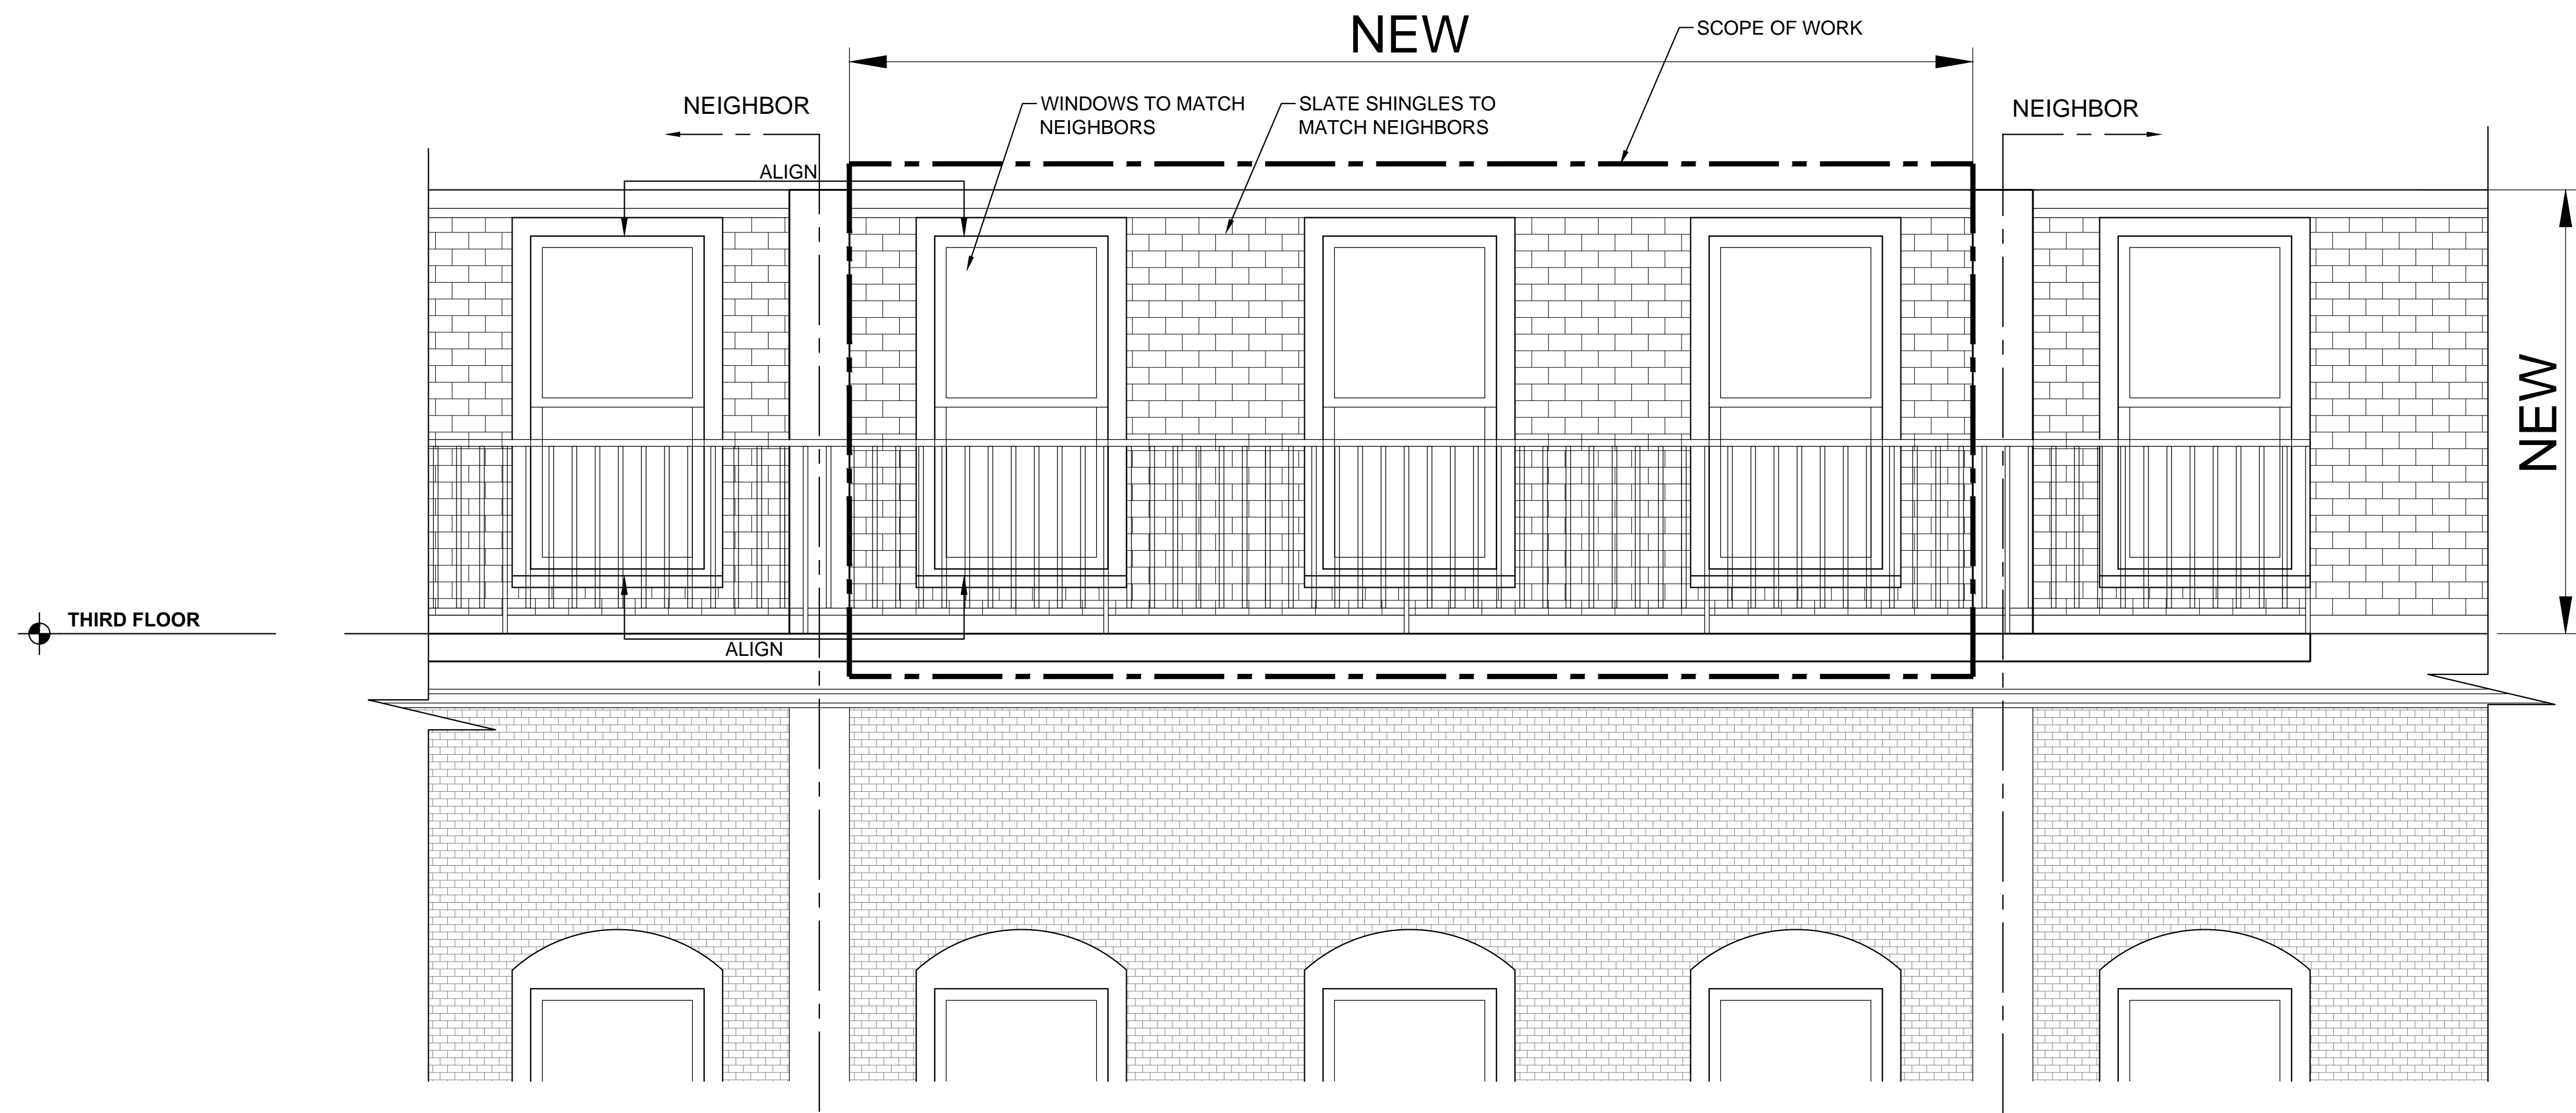 NEW
SCOPE OF WORK
NEIGHBOR
WINDOWS TO MATCH
NEIGHBORS
SLATE SHINGLES TO
MATCH NEIGHBORS
NEIGHBOR
ALIGN
NEW
THIRD FLOOR
ALIGN